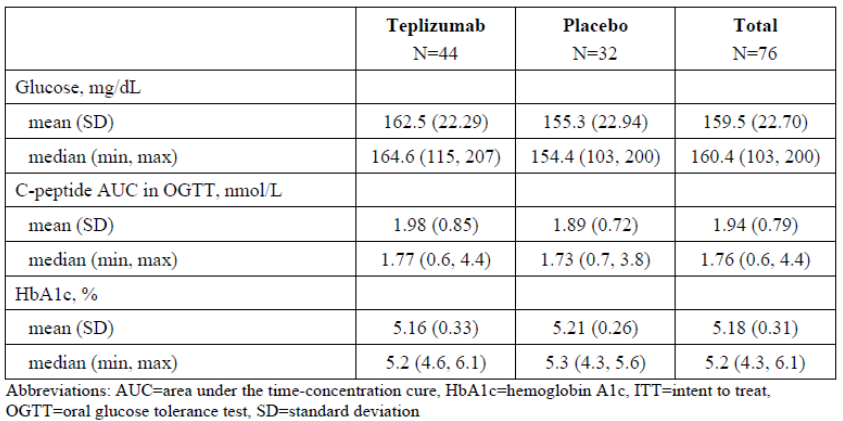 Teplizumab Placebo Total
N=44 N=32 N=76
Glucose, mg/dL
mean (SD) 162.5 (22.29) 155.3 (22.94) 159.5 (22.70)
median (min, max) 164.6 (115, 207) 154.4 (103, 200) 160.4 (103, 200)
C-peptide AUC in OGTT, nmol/L
mean (SD) 1.98 (0.85) 1.89 (0.72) 1.94 (0.79)
median (min, max) 1.77 (0.6, 4.4) 1.73 (0.7, 3.8) 1.76 (0.6, 4.4)
HbA1c, %
mean (SD) 5.16 (0.33) 5.21 (0.26) 5.18 (0.31)
median (min, max) 5.2 (4.6, 6.1) 5.3 (4.3, 5.6) 5.2 (4.3, 6.1)
Abbreviations: AUC=area under the time-concentration cure, HbA1c=hemoglobin A1c, ITT=intent to treat,
OGTT=oral glucose tolerance test, SD=standard deviation